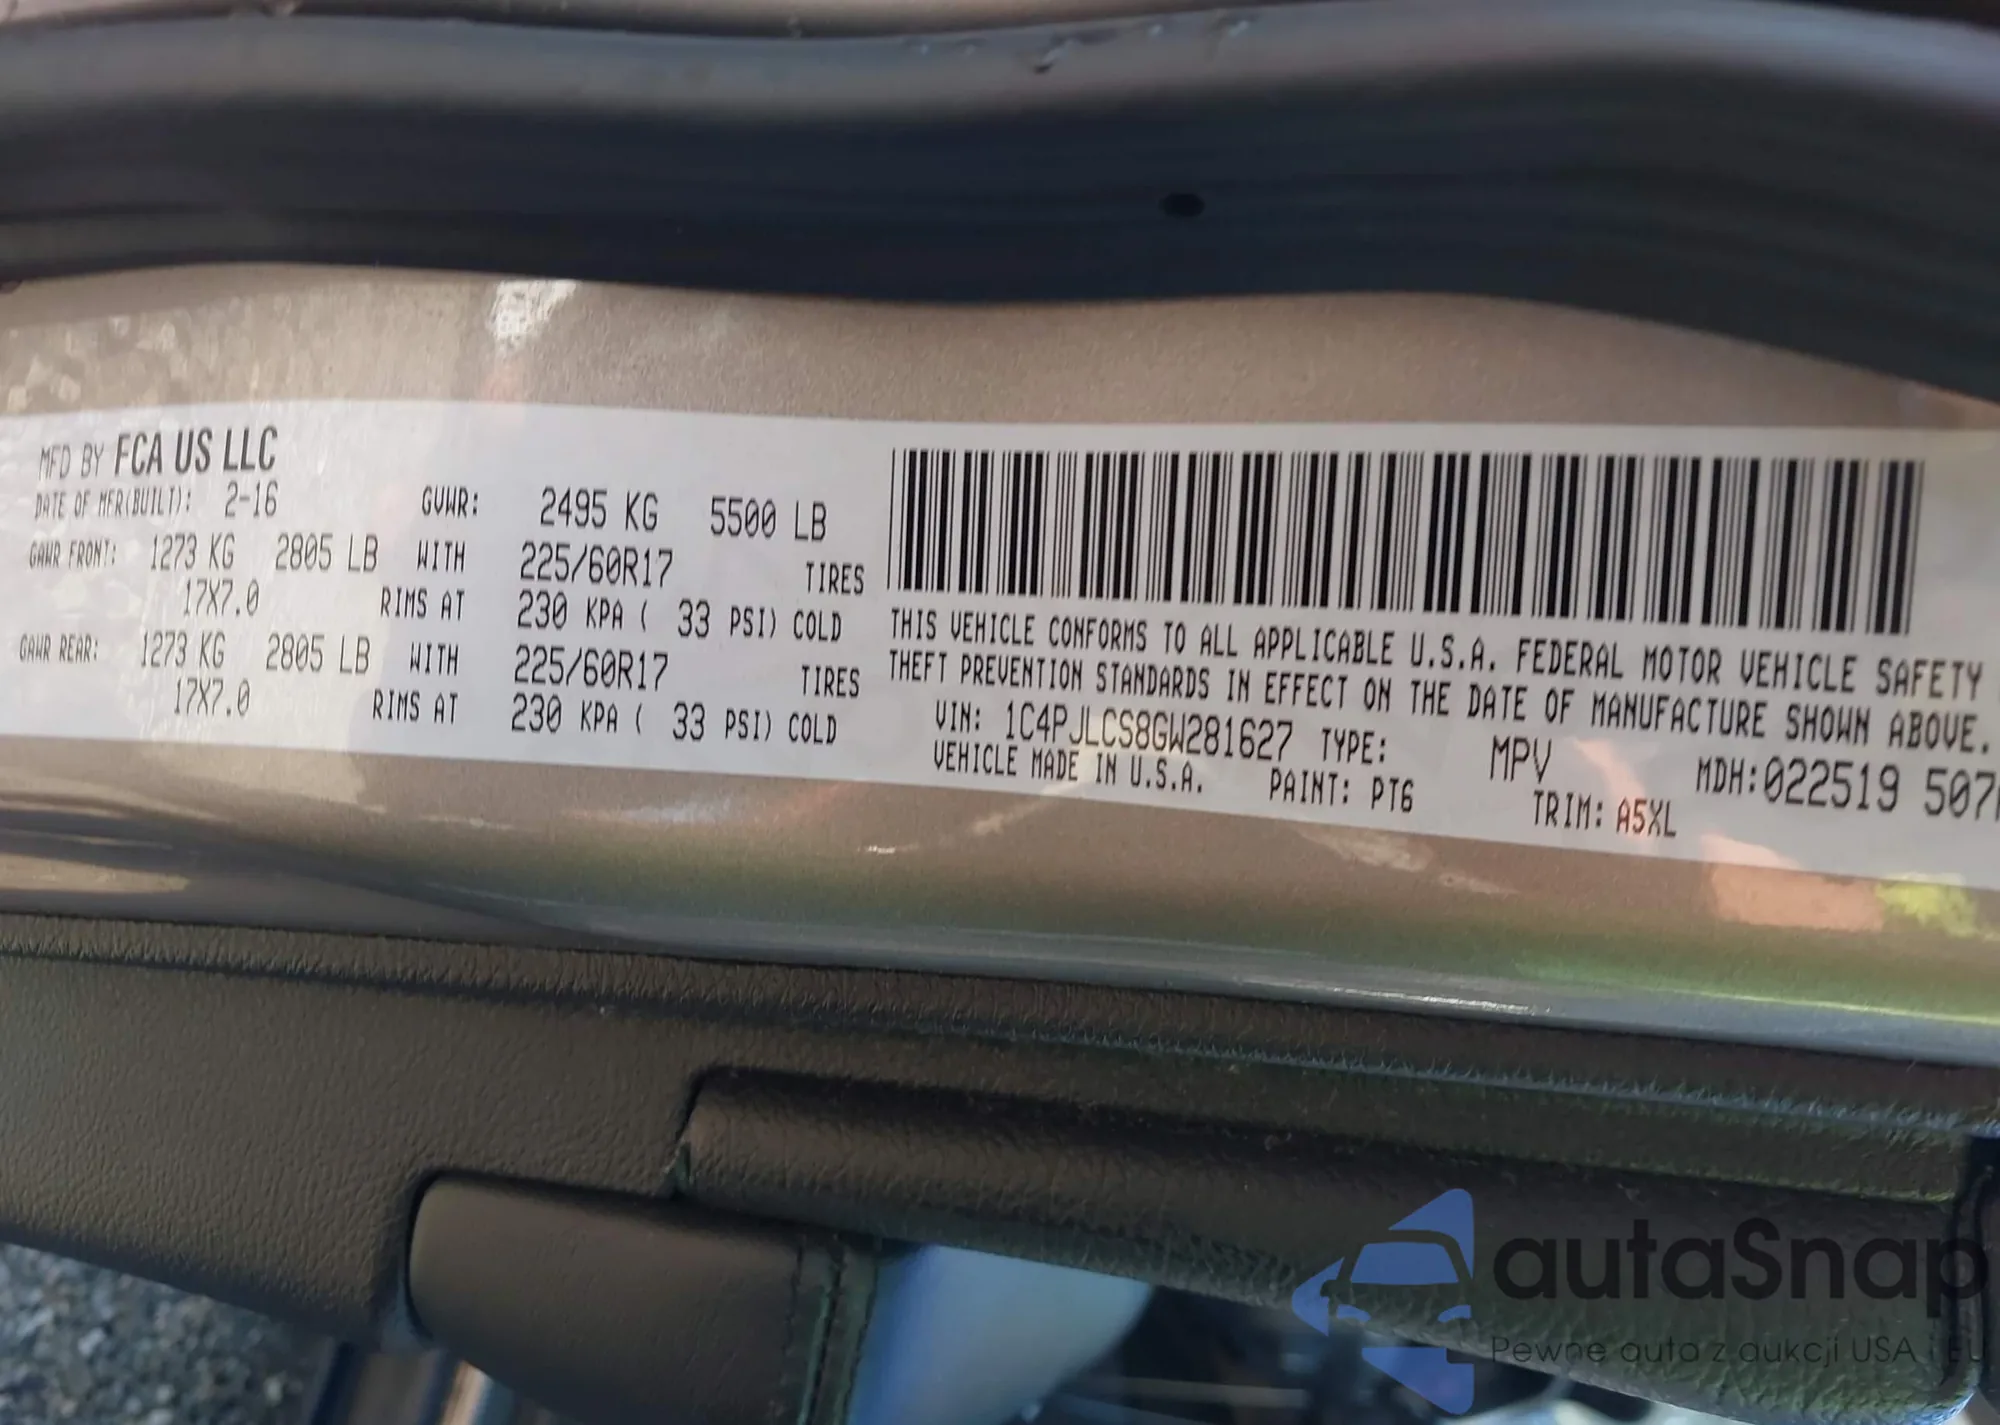 MFD BY FCA US LLC
DATE OF MFR(BUILT): 2-16 GVWR: 2495 KG 5500 LB
GAWR FRONT: 1273 KG 2805 LB WITH 225/60R17 TIRES
17X7.0 RIMS AT 230 KPA ( 33 PSI) COLD
GAWR REAR: 1273 KG 2805 LB WITH 225/60R17 TIRES
17X7.0 RIMS AT 230 KPA ( 33 PSI) COLD
THIS VEHICLE CONFORMS TO ALL APPLICABLE U.S.A. FEDERAL MOTOR VEHICLE SAFETY
THEFT PREVENTION STANDARDS IN EFFECT ON THE DATE OF MANUFACTURE SHOWN ABOVE.
VIN: 1C4PJLCS8GW281627 TYPE: MPV MDH:022519 507
VEHICLE MADE IN U.S.A. PAINT: PT6 TRIM: A5XL
autaSnap
Pewne auta z aukcji USA i EU